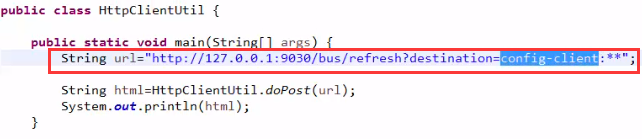 public class HttpClientUtil {
public static void main(String[] args) {
String url="http://127.0.0.1:9030/bus/refresh?destination=config-client:**";
String html=HttpClientUtil.doPost(url);
System.out.println(html);
}